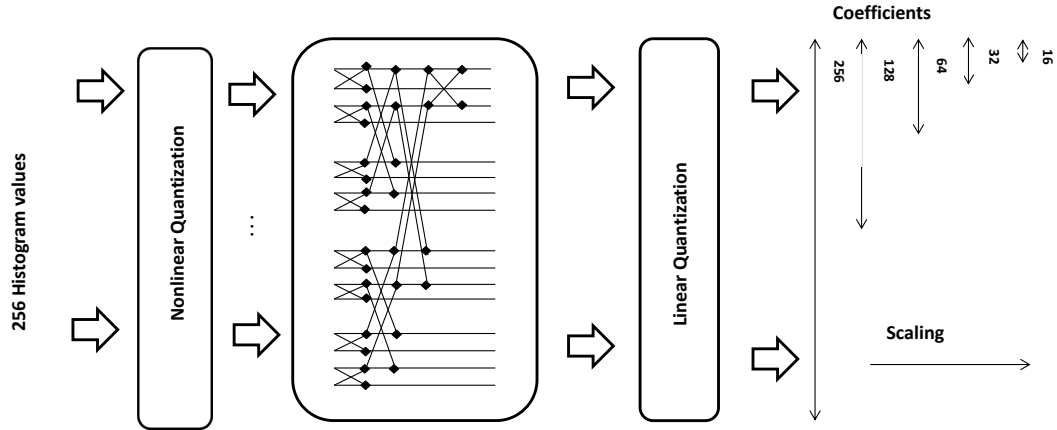 Coefficients
256
128
64
32
16
256 Histogram values
Nonlinear Quantization
...
Linear Quantization
Scaling